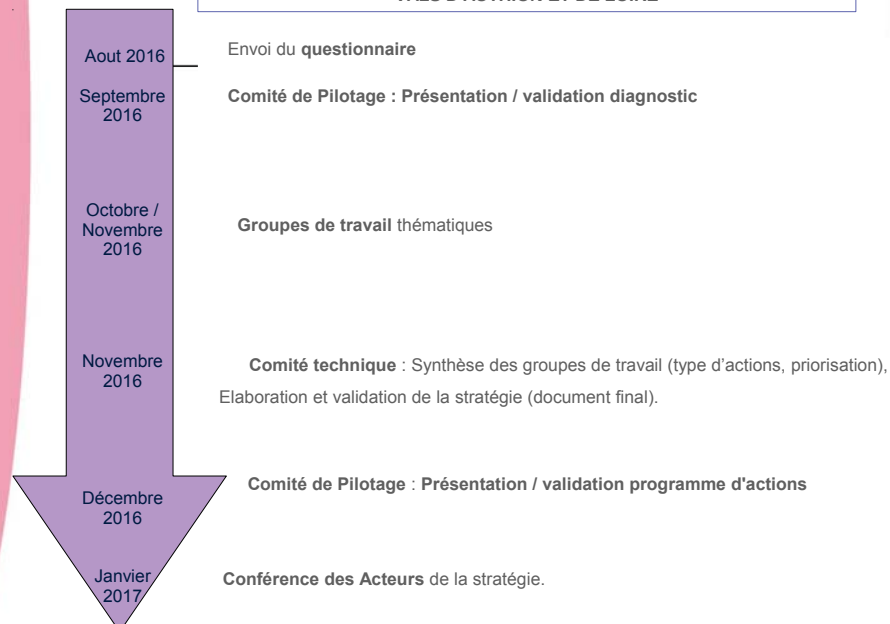 Aout 2016
Envoi du questionnaire
Septembre
2016
Comité de Pilotage : Présentation / validation diagnostic
Octobre /
Novembre
2016
Groupes de travail thématiques
Novembre
2016
Comité technique : Synthèse des groupes de travail (type d'actions, priorisation),
Elaboration et validation de la stratégie (document final).
Décembre
2016
Comité de Pilotage : Présentation / validation programme d'actions
Janvier
2017
Conférence des Acteurs de la stratégie.